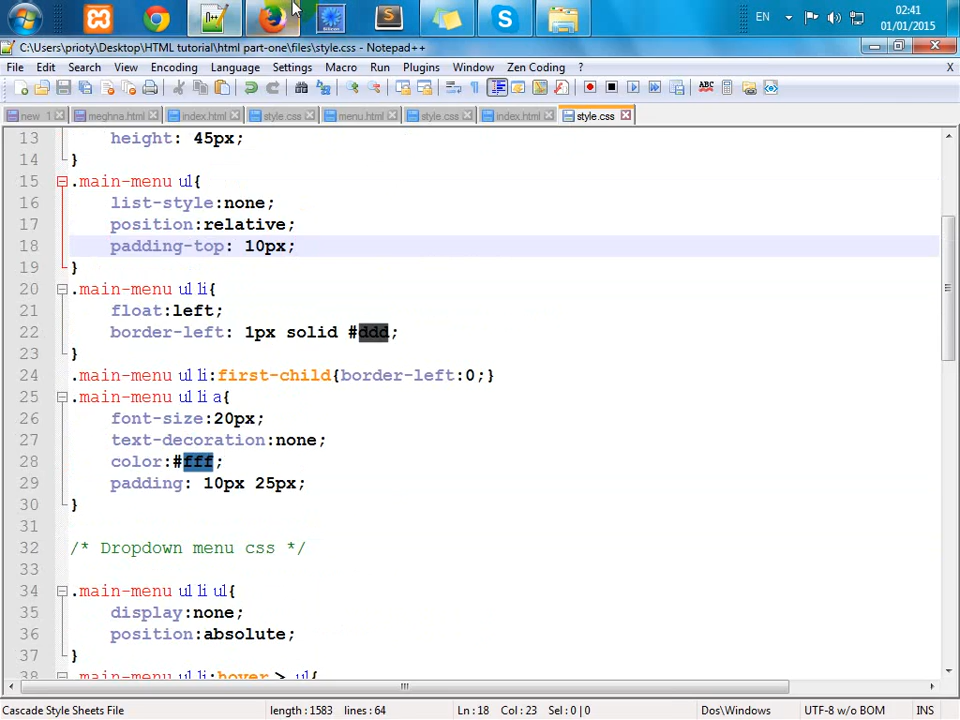 EN
02:41
01/01/2015
C:\Users\prioty\Desktop\HTML tutorial\html part-one\files\style.css - Notepad++
File Edit Search View Encoding Language Settings Macro Run Plugins Window Zen Coding ? X
new 1 meghna.html index.html style.css menu.html style.css index.html style.css
13 height: 45px;
14 }
15 .main-menu ul{
16 list-style:none;
17 position:relative;
18 padding-top: 10px;
19 }
20 .main-menu ul li{
21 float:left;
22 border-left: 1px solid #ddd;
23 }
24 .main-menu ul li:first-child{border-left:0;}
25 .main-menu ul li a{
26 font-size:20px;
27 text-decoration:none;
28 color:#fff;
29 padding: 10px 25px;
30 }
31
32 /* Dropdown menu css */
33
34 .main-menu ul li ul{
35 display:none;
36 position:absolute;
37 }
38 .main-menu ul li:hover > ul{
Cascade Style Sheets File length : 1583 lines : 64 Ln : 18 Col : 23 Sel : 0 | 0 Dos\Windows UTF-8 w/o BOM INS